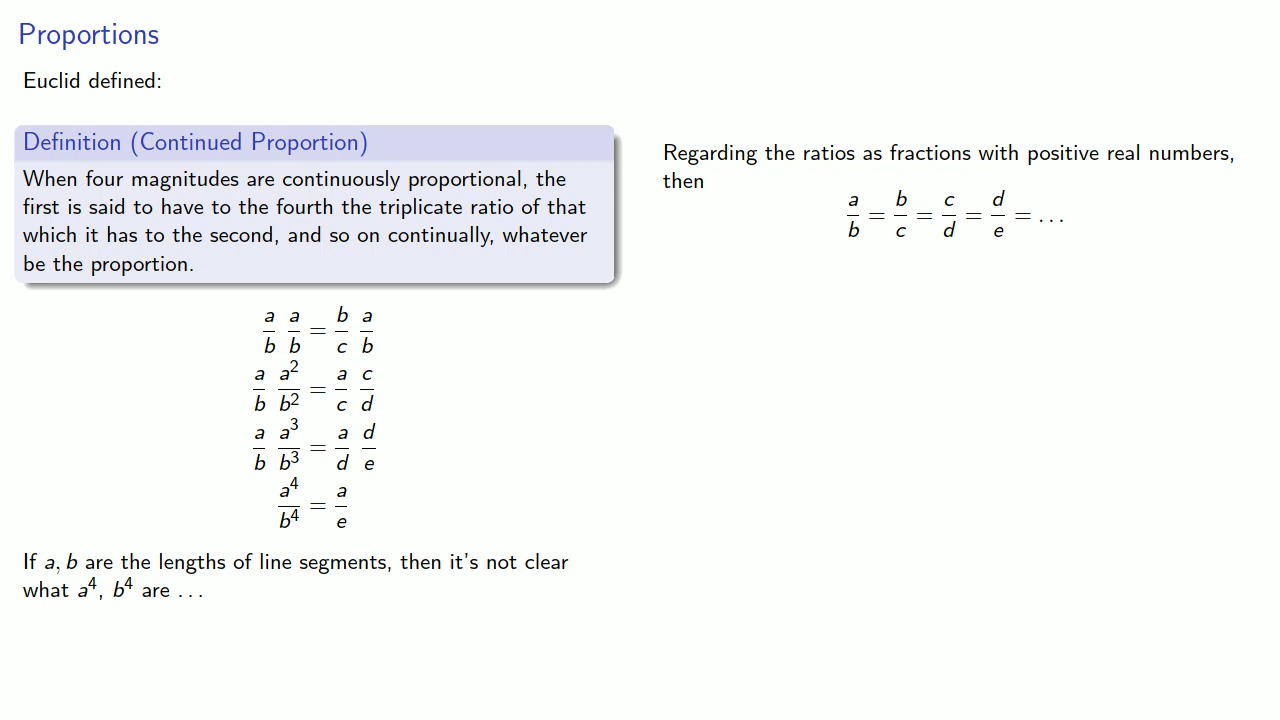 Proportions
Euclid defined:
Definition (Continued Proportion)
When four magnitudes are continuously proportional, the
first is said to have to the fourth the triplicate ratio of that
which it has to the second, and so on continually, whatever
be the proportion.
a/b a/b = b/c a/b
a/b a²/b² = a/c c/d
a/b a³/b³ = a/d d/e
a⁴/b⁴ = a/e
If a, b are the lengths of line segments, then it's not clear
what a⁴, b⁴ are ...
Regarding the ratios as fractions with positive real numbers,
then
a/b = b/c = c/d = d/e = ...